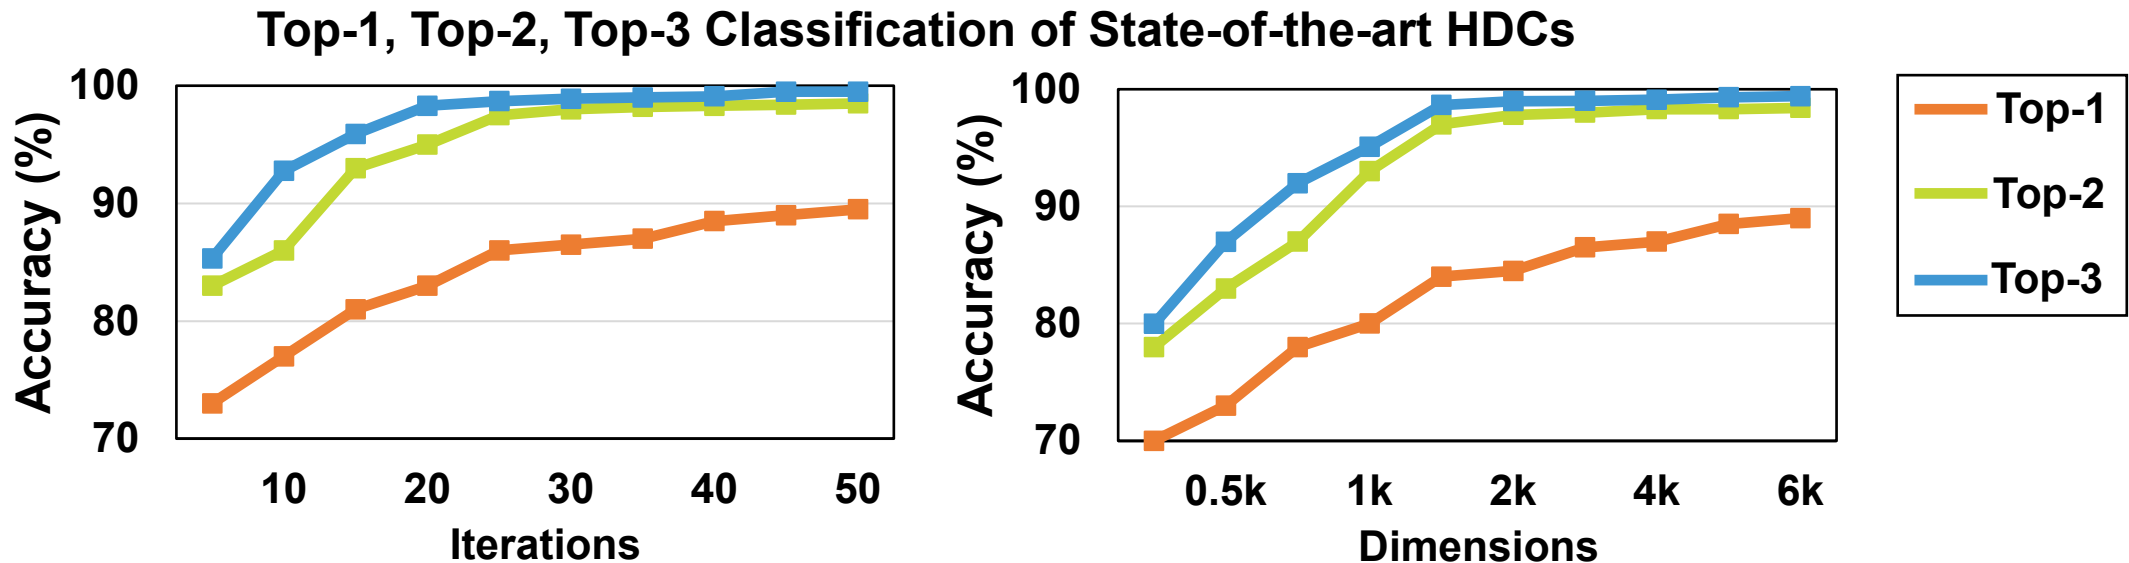 Top-1, Top-2, Top-3 Classification of State-of-the-art HDCs
Accuracy (%)
100
90
80
70
10 20 30 40 50
Iterations
Accuracy (%)
100
90
80
70
0.5k 1k 2k 4k 6k
Dimensions
Top-1
Top-2
Top-3